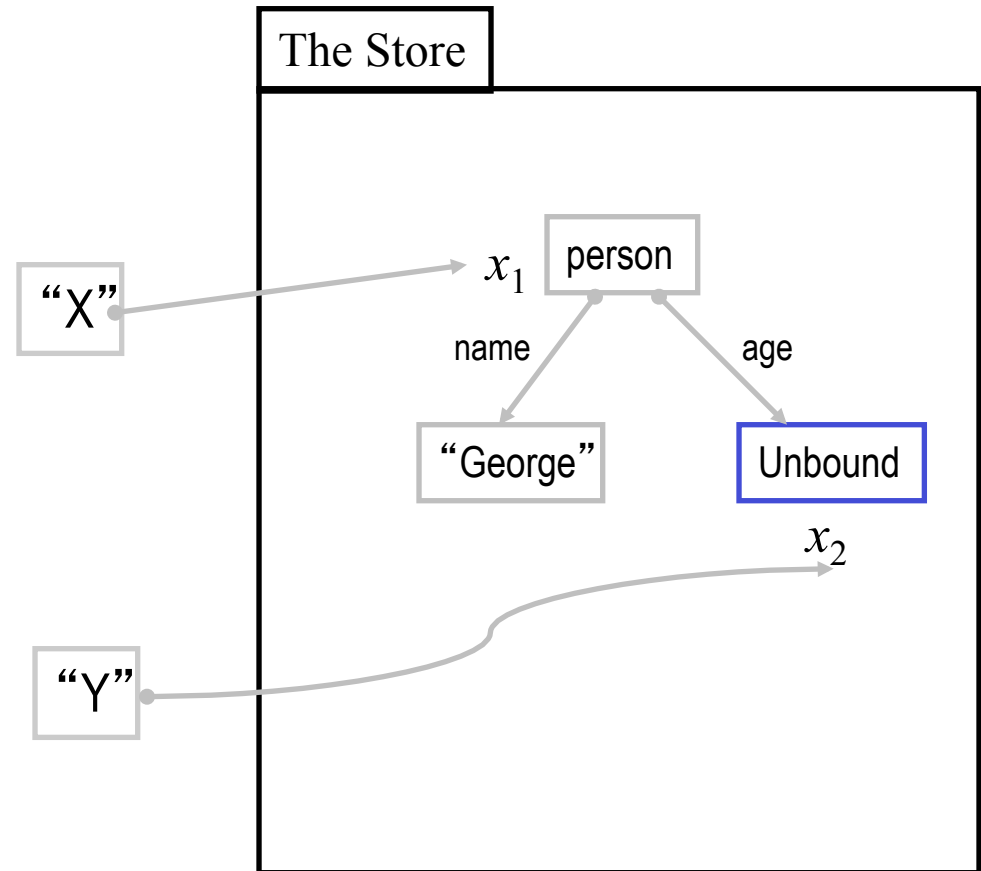 The Store
person
“X”
x₁
name
age
“George”
Unbound
x₂
“Y”